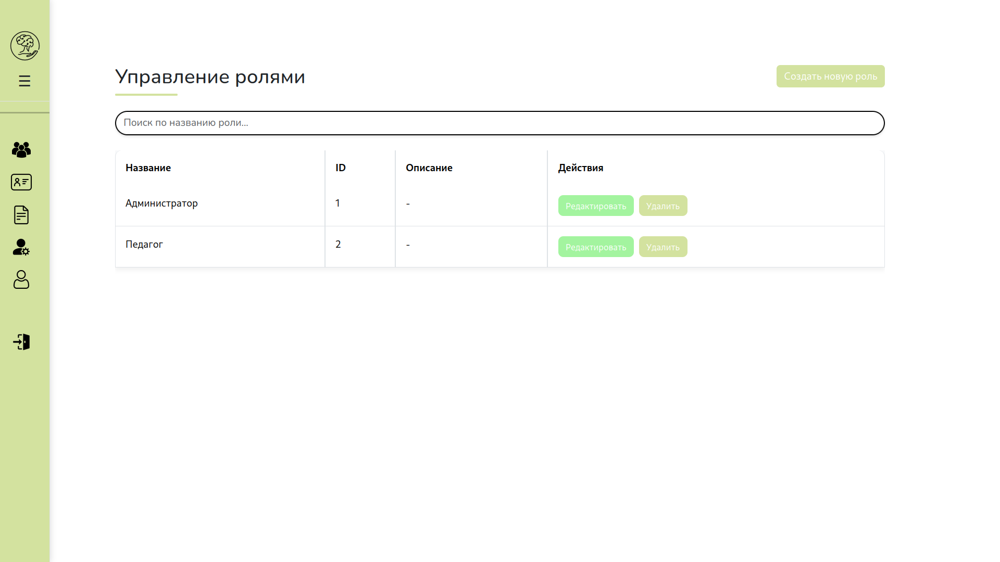 Управление ролями
Создать новую роль
Поиск по названию роли...
Название ID Описание Действия
Администратор 1 - Редактировать Удалить
Педагог 2 - Редактировать Удалить